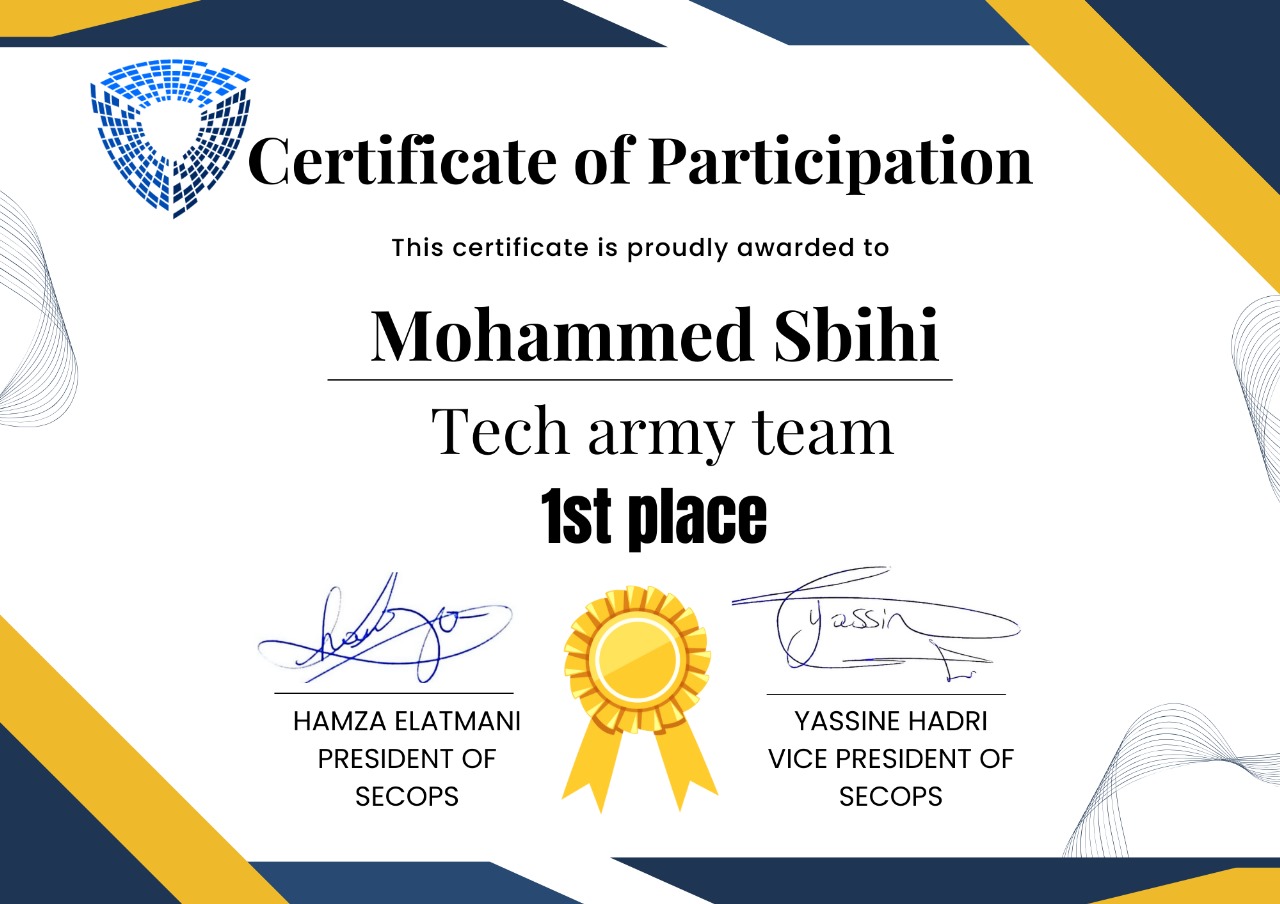 Certificate of Participation
This certificate is proudly awarded to
Mohammed Sbihi
Tech army team
1st place
Yassin
HAMZA ELATMANI
PRESIDENT OF
SECOPS
YASSINE HADRI
VICE PRESIDENT OF
SECOPS